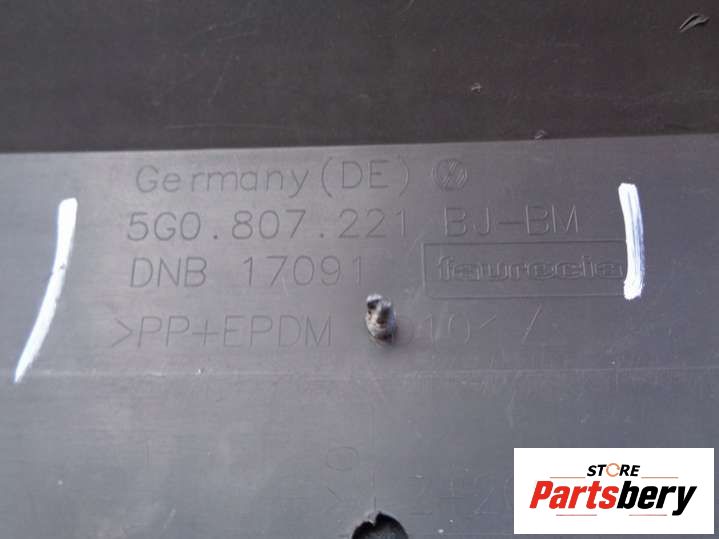 Germany (DE)
5G0.807.221 BJ-BM
DNB 17091 faurecia
>PP+EPDM
STORE
Partsbery